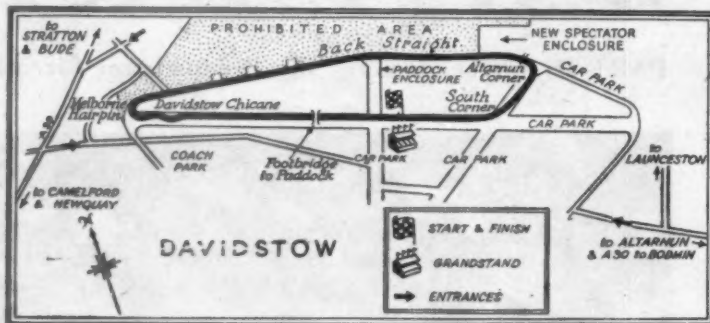 to
STRATTON
& BUDE
PROHIBITED AREA
NEW SPECTATOR
ENCLOSURE
Back Straight
PADDOCK
ENCLOSURE
Altarnun
Corner
CAR PARK
Melborne
Hairpin
Davidstow Chicane
South
Corner
CAR PARK
COACH
PARK
Footbridge
to Paddock
CAR PARK
CAR PARK
to
LAUNCESTON
to CAMELFORD
& NEWQUAY
DAVIDSTOW
START & FINISH
GRANDSTAND
ENTRANCES
to ALTARNUN
& A30 to BODMIN